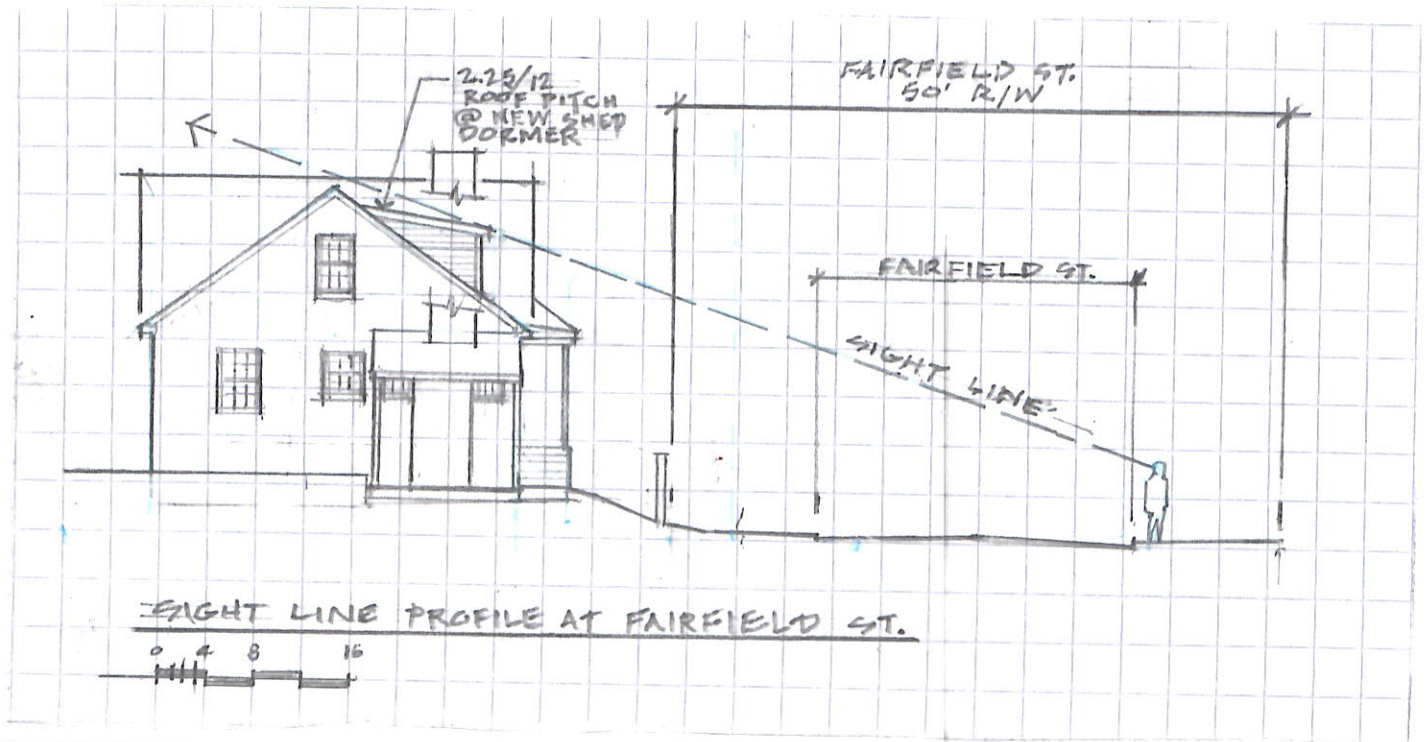 2.25/12
ROOF PITCH
@ NEW SHED
DORMER
FAIRFIELD ST.
50' R/W
FAIRFIELD ST.
SIGHT LINE
SIGHT LINE PROFILE AT FAIRFIELD ST.
0 4 8 16